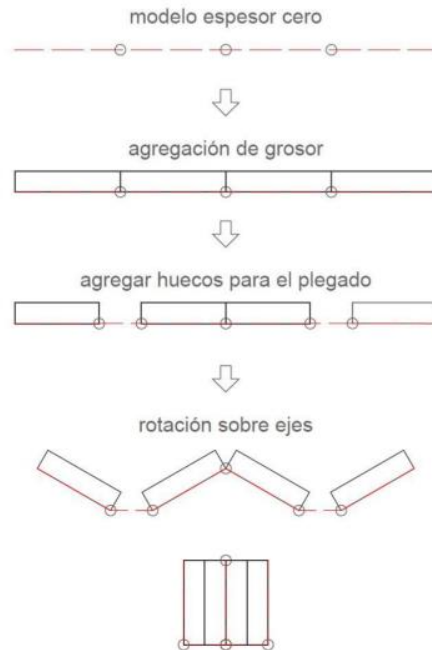 modelo espesor cero
agregación de grosor
agregar huecos para el plegado
rotación sobre ejes